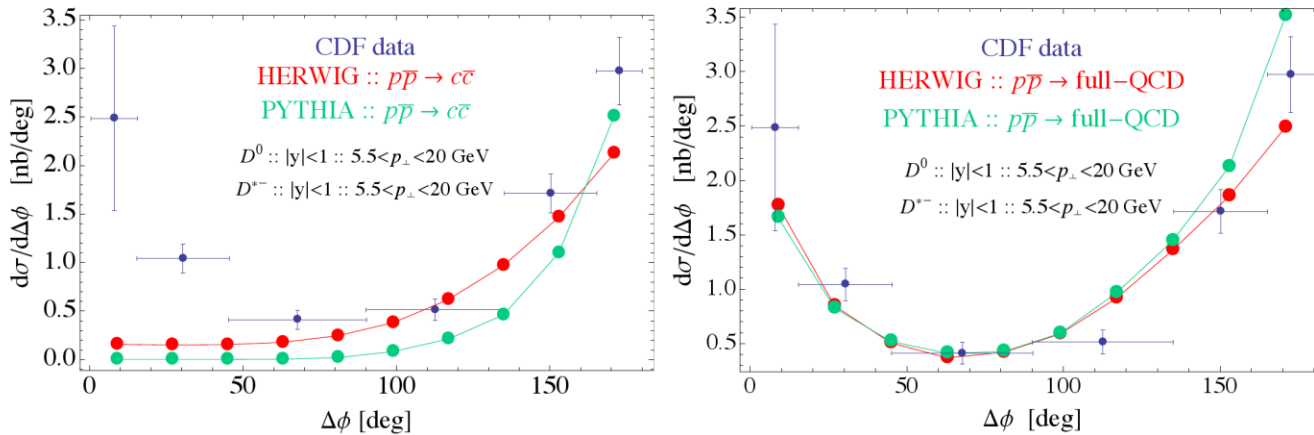 3.5
3.0
2.5
2.0
1.5
1.0
0.5
0.0
dσ/dΔϕ [nb/deg]
CDF data
HERWIG :: pp̅ → cc̅
PYTHIA :: pp̅ → cc̅
D⁰ :: |y|<1 :: 5.5<p⊥<20 GeV
D*⁻ :: |y|<1 :: 5.5<p⊥<20 GeV
0 50 100 150
Δϕ [deg]
3.5
3.0
2.5
2.0
1.5
1.0
0.5
dσ/dΔϕ [nb/deg]
CDF data
HERWIG :: pp̅ → full−QCD
PYTHIA :: pp̅ → full−QCD
D⁰ :: |y|<1 :: 5.5<p⊥<20 GeV
D*⁻ :: |y|<1 :: 5.5<p⊥<20 GeV
0 50 100 150
Δϕ [deg]